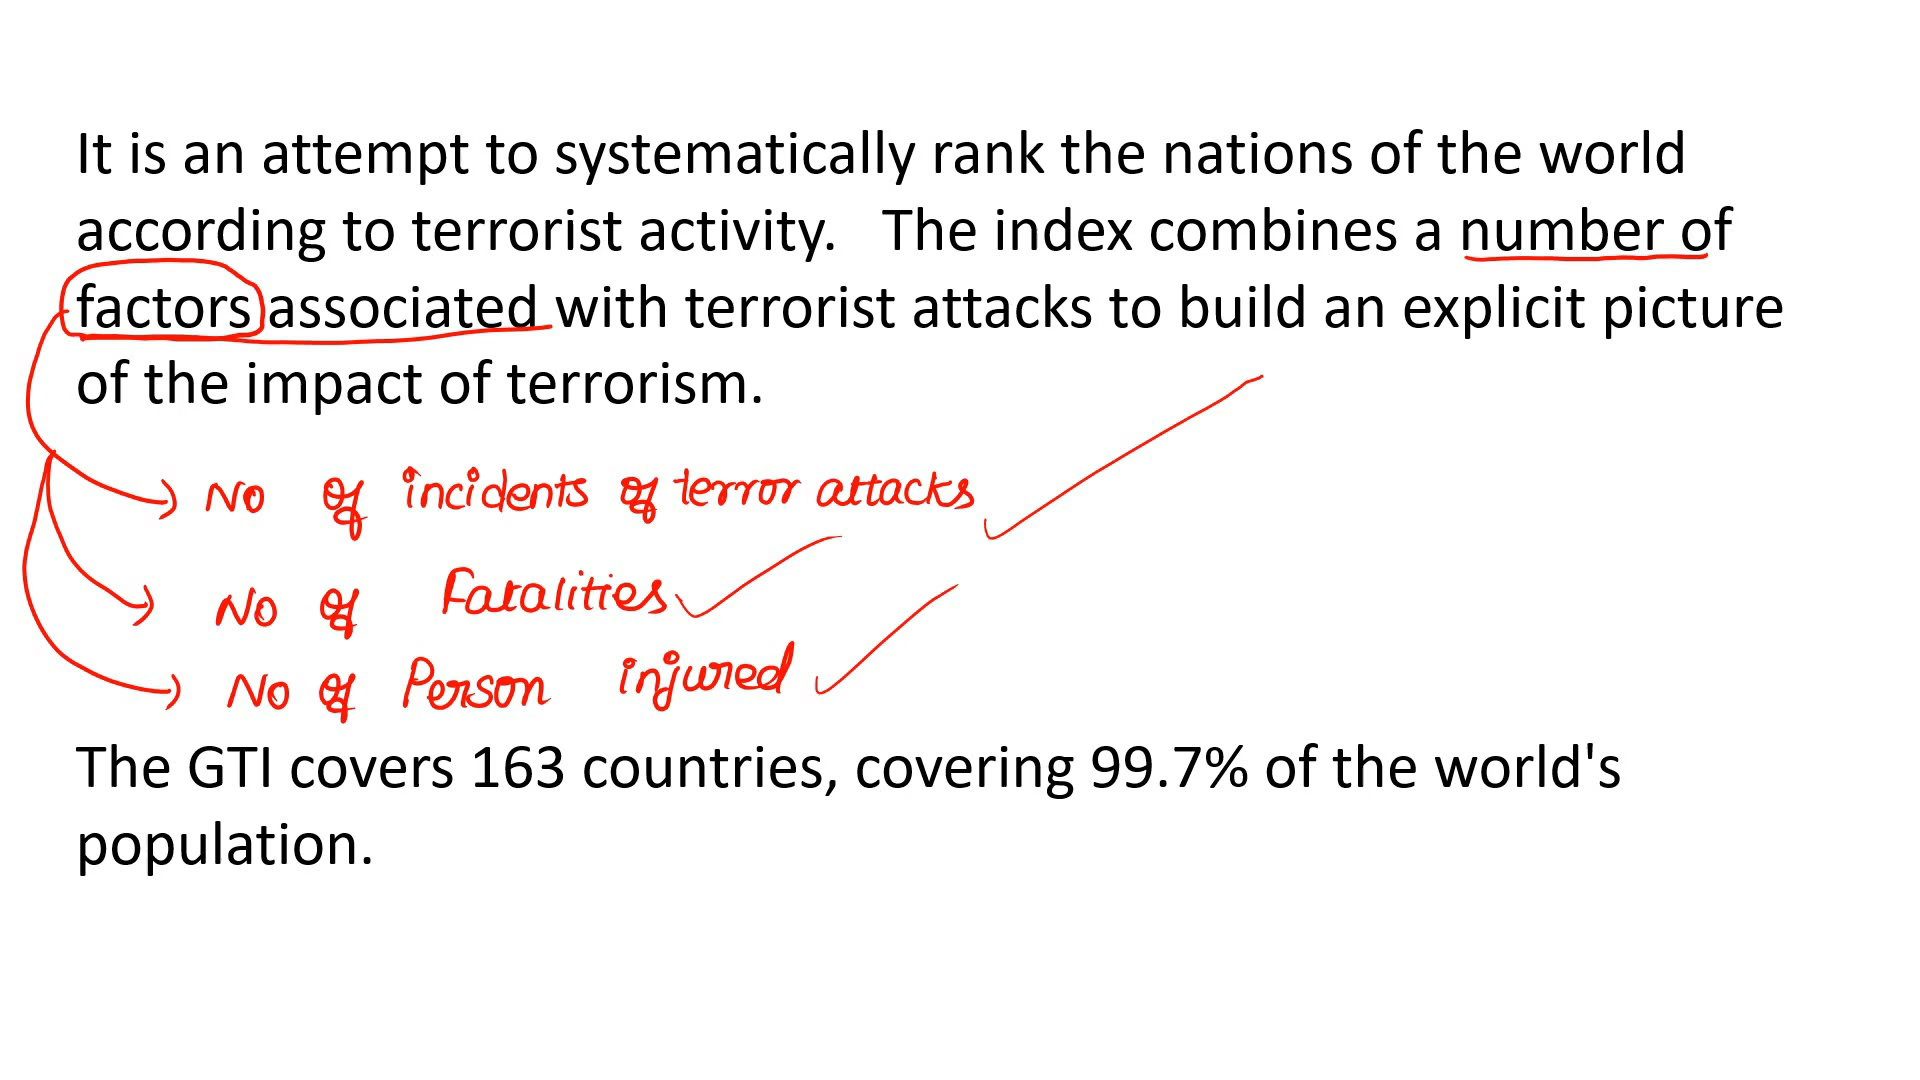 It is an attempt to systematically rank the nations of the world
according to terrorist activity.   The index combines a number of
factors associated with terrorist attacks to build an explicit picture
of the impact of terrorism.
No of incidents of terror attacks
No of Fatalities
No of Person injured
The GTI covers 163 countries, covering 99.7% of the world's
population.